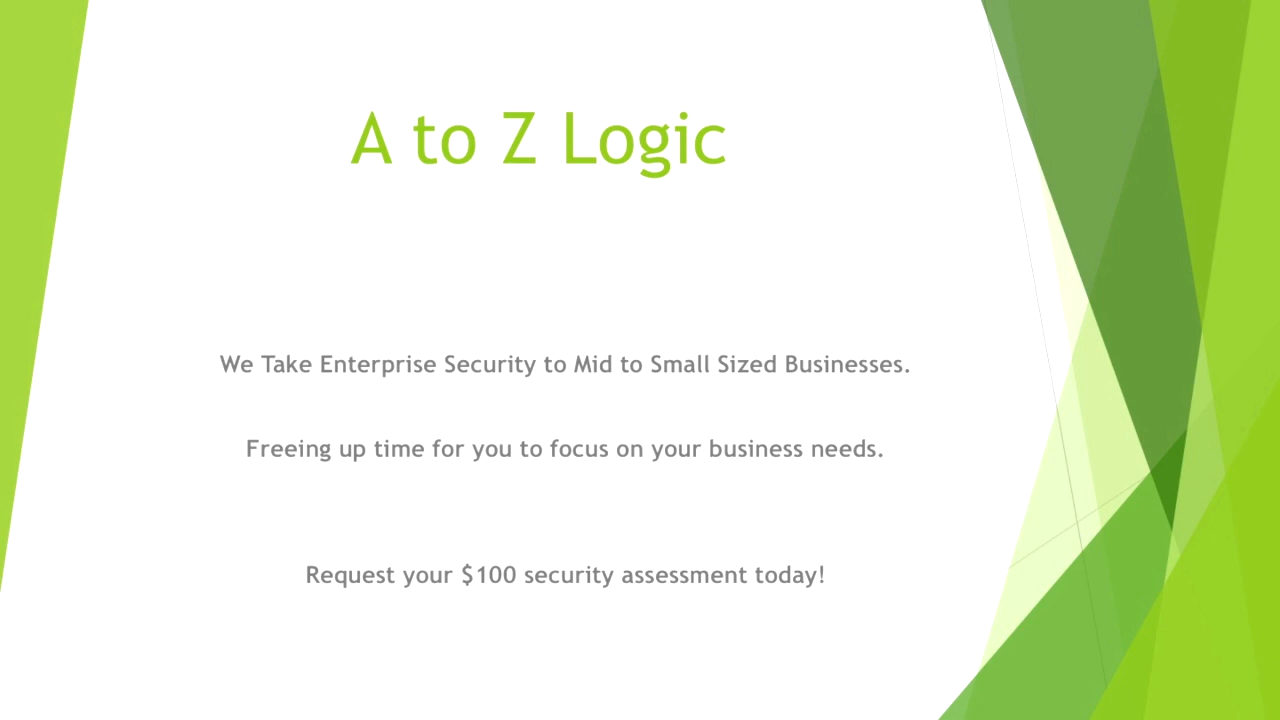 A to Z Logic
We Take Enterprise Security to Mid to Small Sized Businesses.
Freeing up time for you to focus on your business needs.
Request your $100 security assessment today!